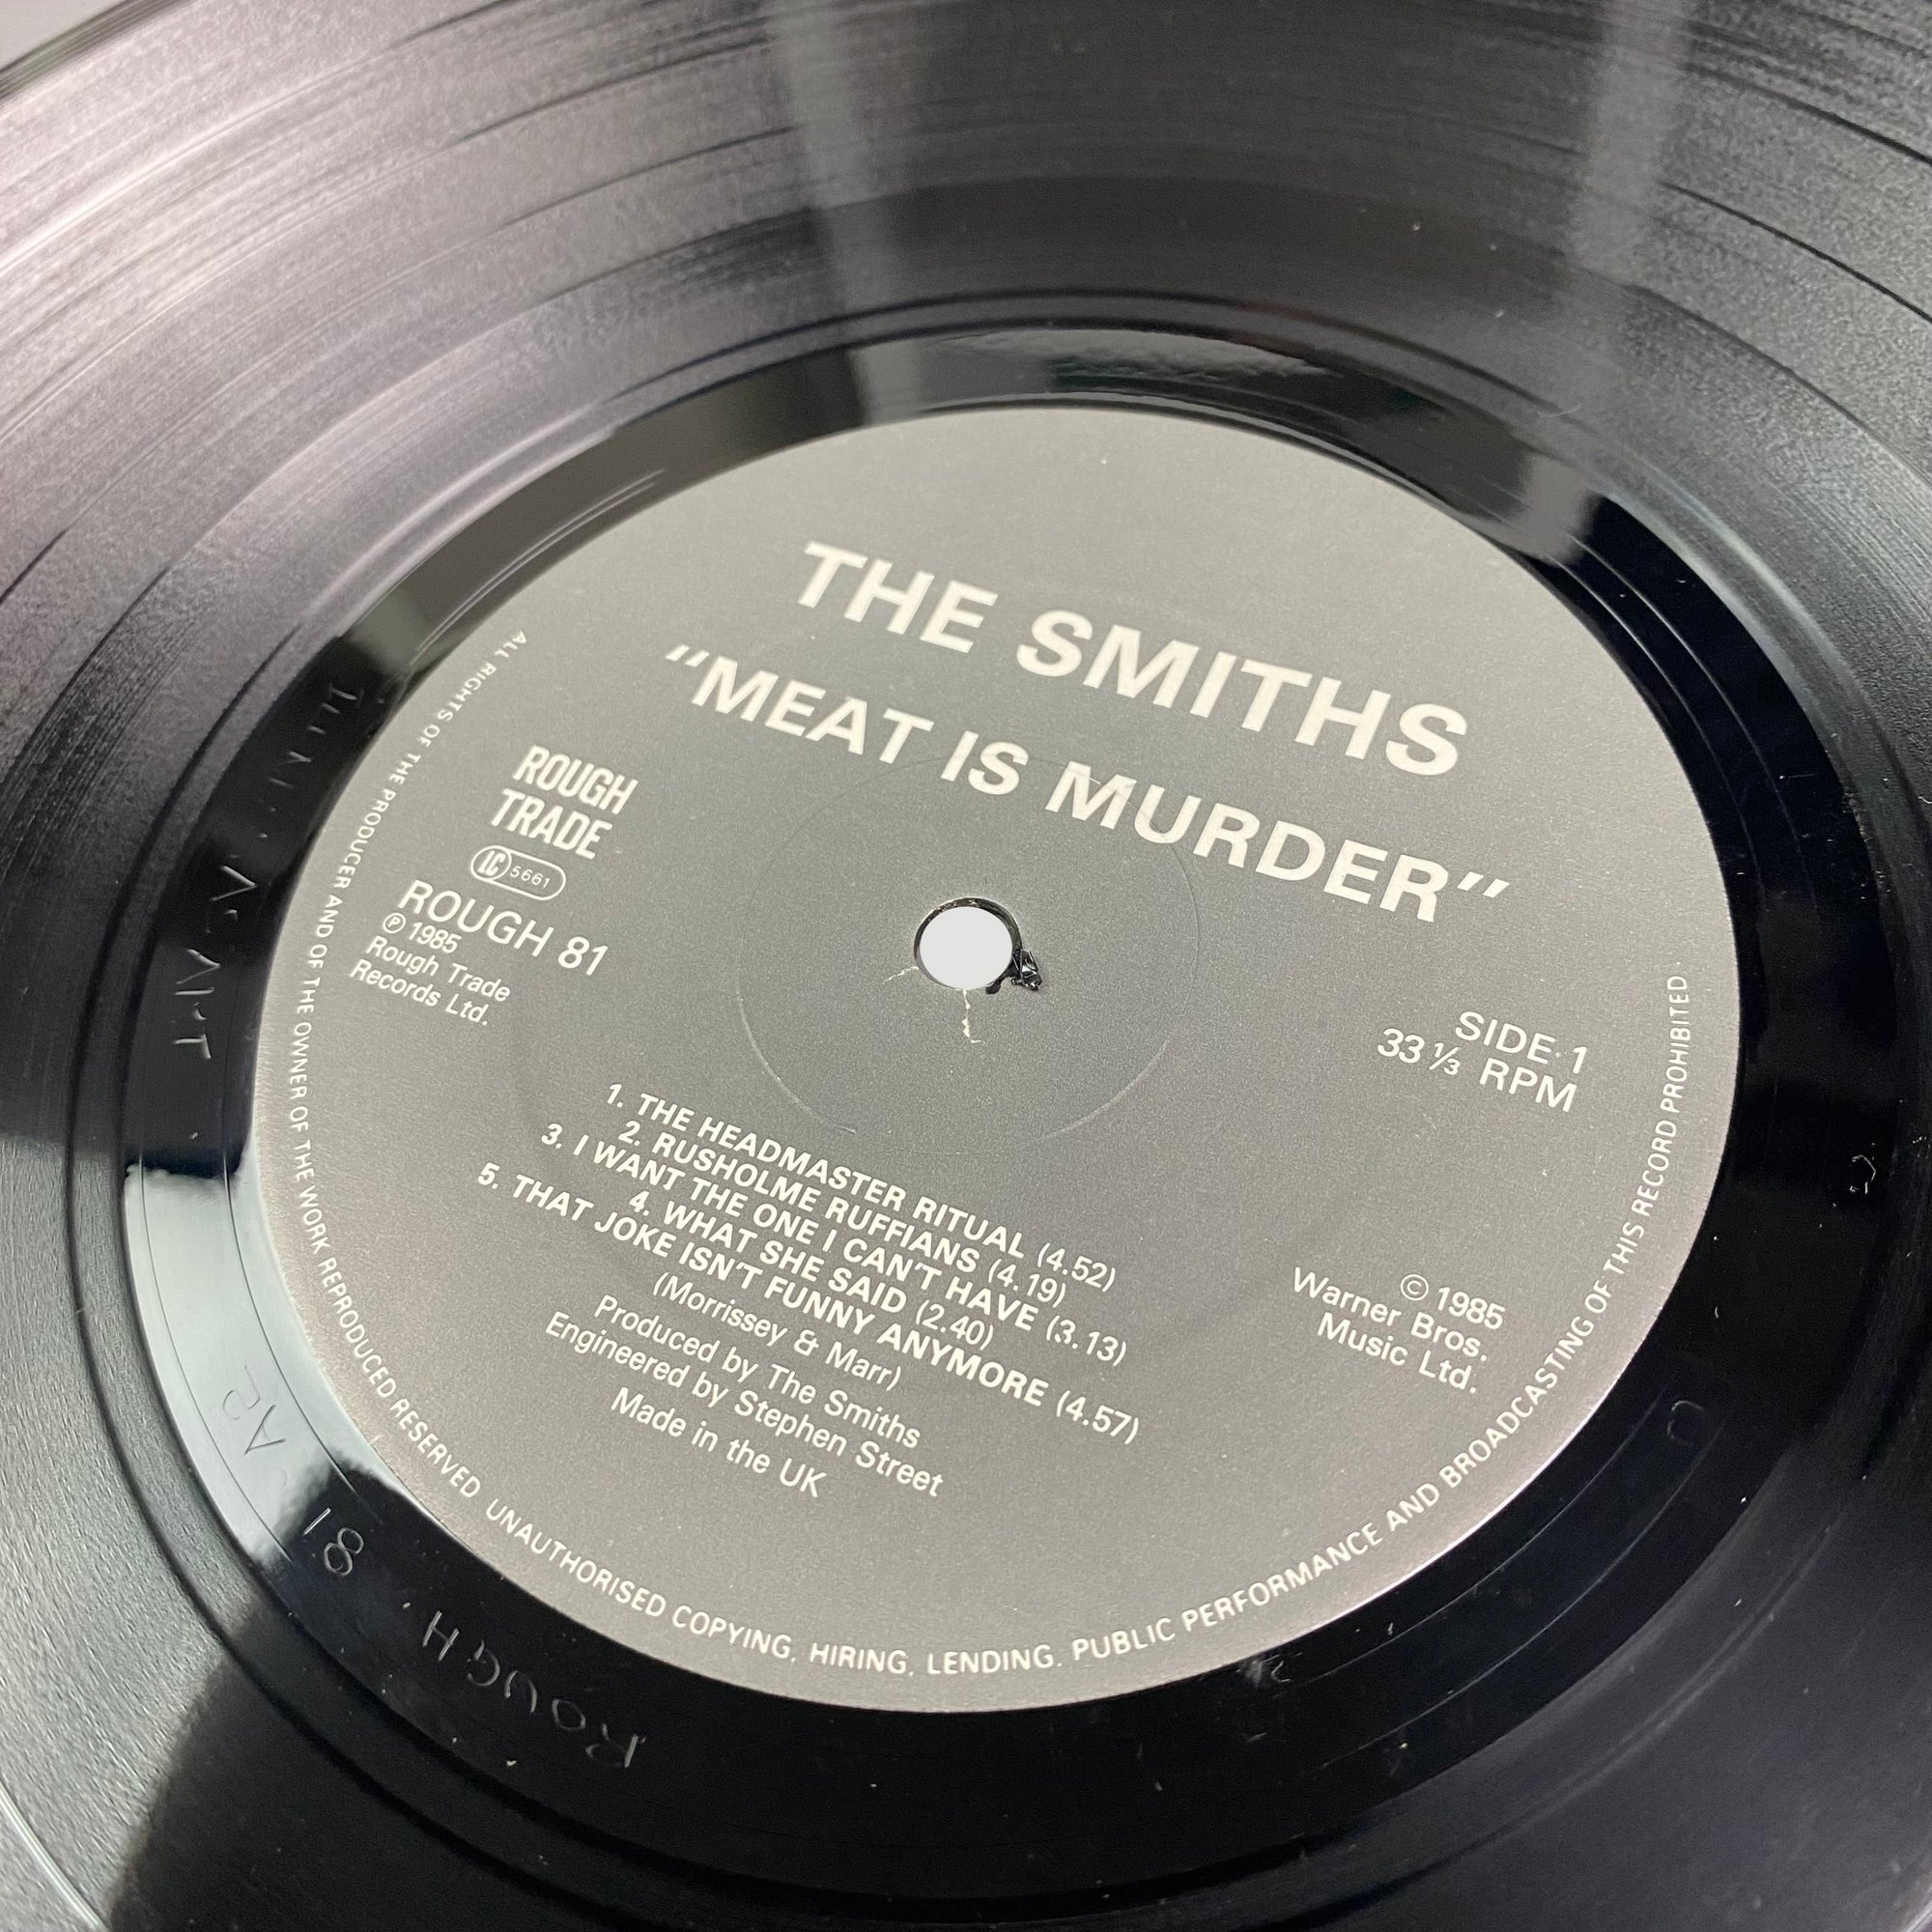 THE SMITHS
“MEAT IS MURDER”
ROUGH
TRADE
LC 5661
ROUGH 81
℗ 1985
Rough Trade
Records Ltd.
SIDE 1
33 ⅓ RPM
1. THE HEADMASTER RITUAL (4.52)
2. RUSHOLME RUFFIANS (4.19)
3. I WANT THE ONE I CAN'T HAVE (3.13)
4. WHAT SHE SAID (2.40)
5. THAT JOKE ISN'T FUNNY ANYMORE (4.57)
(Morrissey & Marr)
Produced by The Smiths
Engineered by Stephen Street
Made in the UK
© 1985
Warner Bros.
Music Ltd.
ALL RIGHTS OF THE PRODUCER AND OF THE OWNER OF THE WORK REPRODUCED RESERVED UNAUTHORISED COPYING, HIRING, LENDING, PUBLIC PERFORMANCE AND BROADCASTING OF THIS RECORD PROHIBITED
ROUGH 81